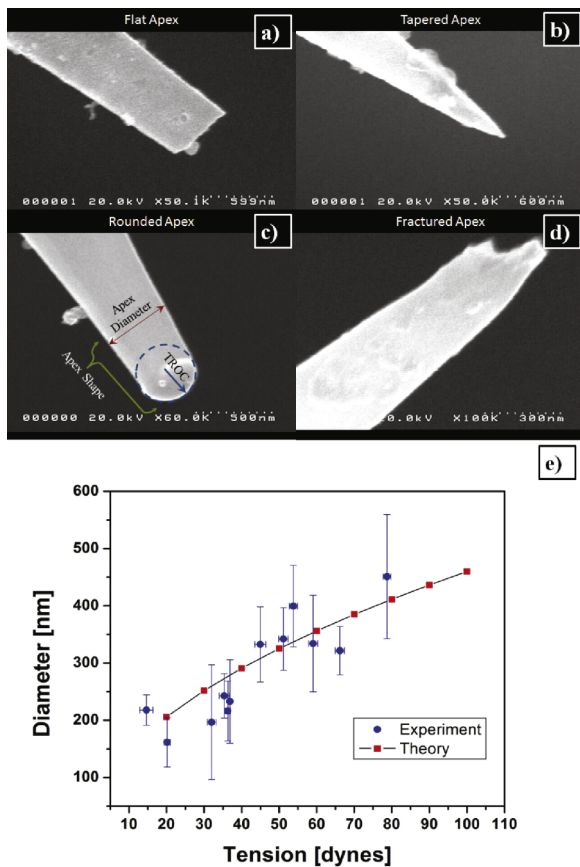 Flat Apex
Tapered Apex
a)
b)
000001 20.0kV X50.1K 599nm
000001 20.0kV X50.0K 600nm
Rounded Apex
Fractured Apex
c)
d)
Apex
Diameter
TROC
Apex Shape
000000 20.0kV X60.0K 500nm
000000 20.0kV X100K 300nm
e)
600
500
400
300
200
100
Diameter [nm]
Experiment
Theory
10 20 30 40 50 60 70 80 90 100 110
Tension [dynes]